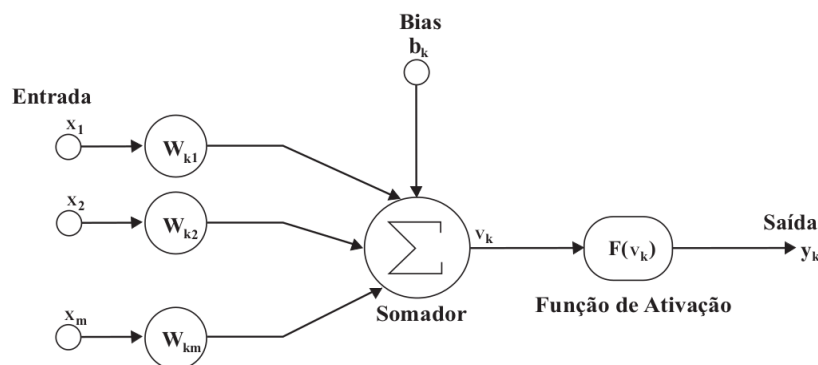 Bias
b_k
Entrada
x_1
W_k1
x_2
W_k2
v_k
F(v_k)
Saída
y_k
Somador
Função de Ativação
x_m
W_km